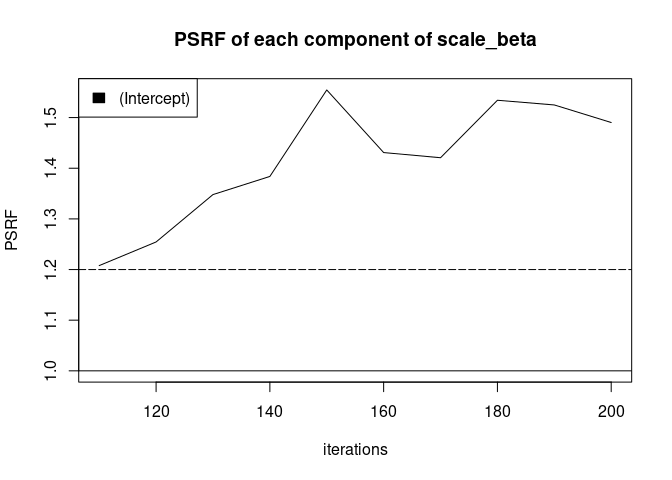 PSRF of each component of scale_beta
(Intercept)
PSRF
1.5
1.4
1.3
1.2
1.1
1.0
120 140 160 180 200
iterations